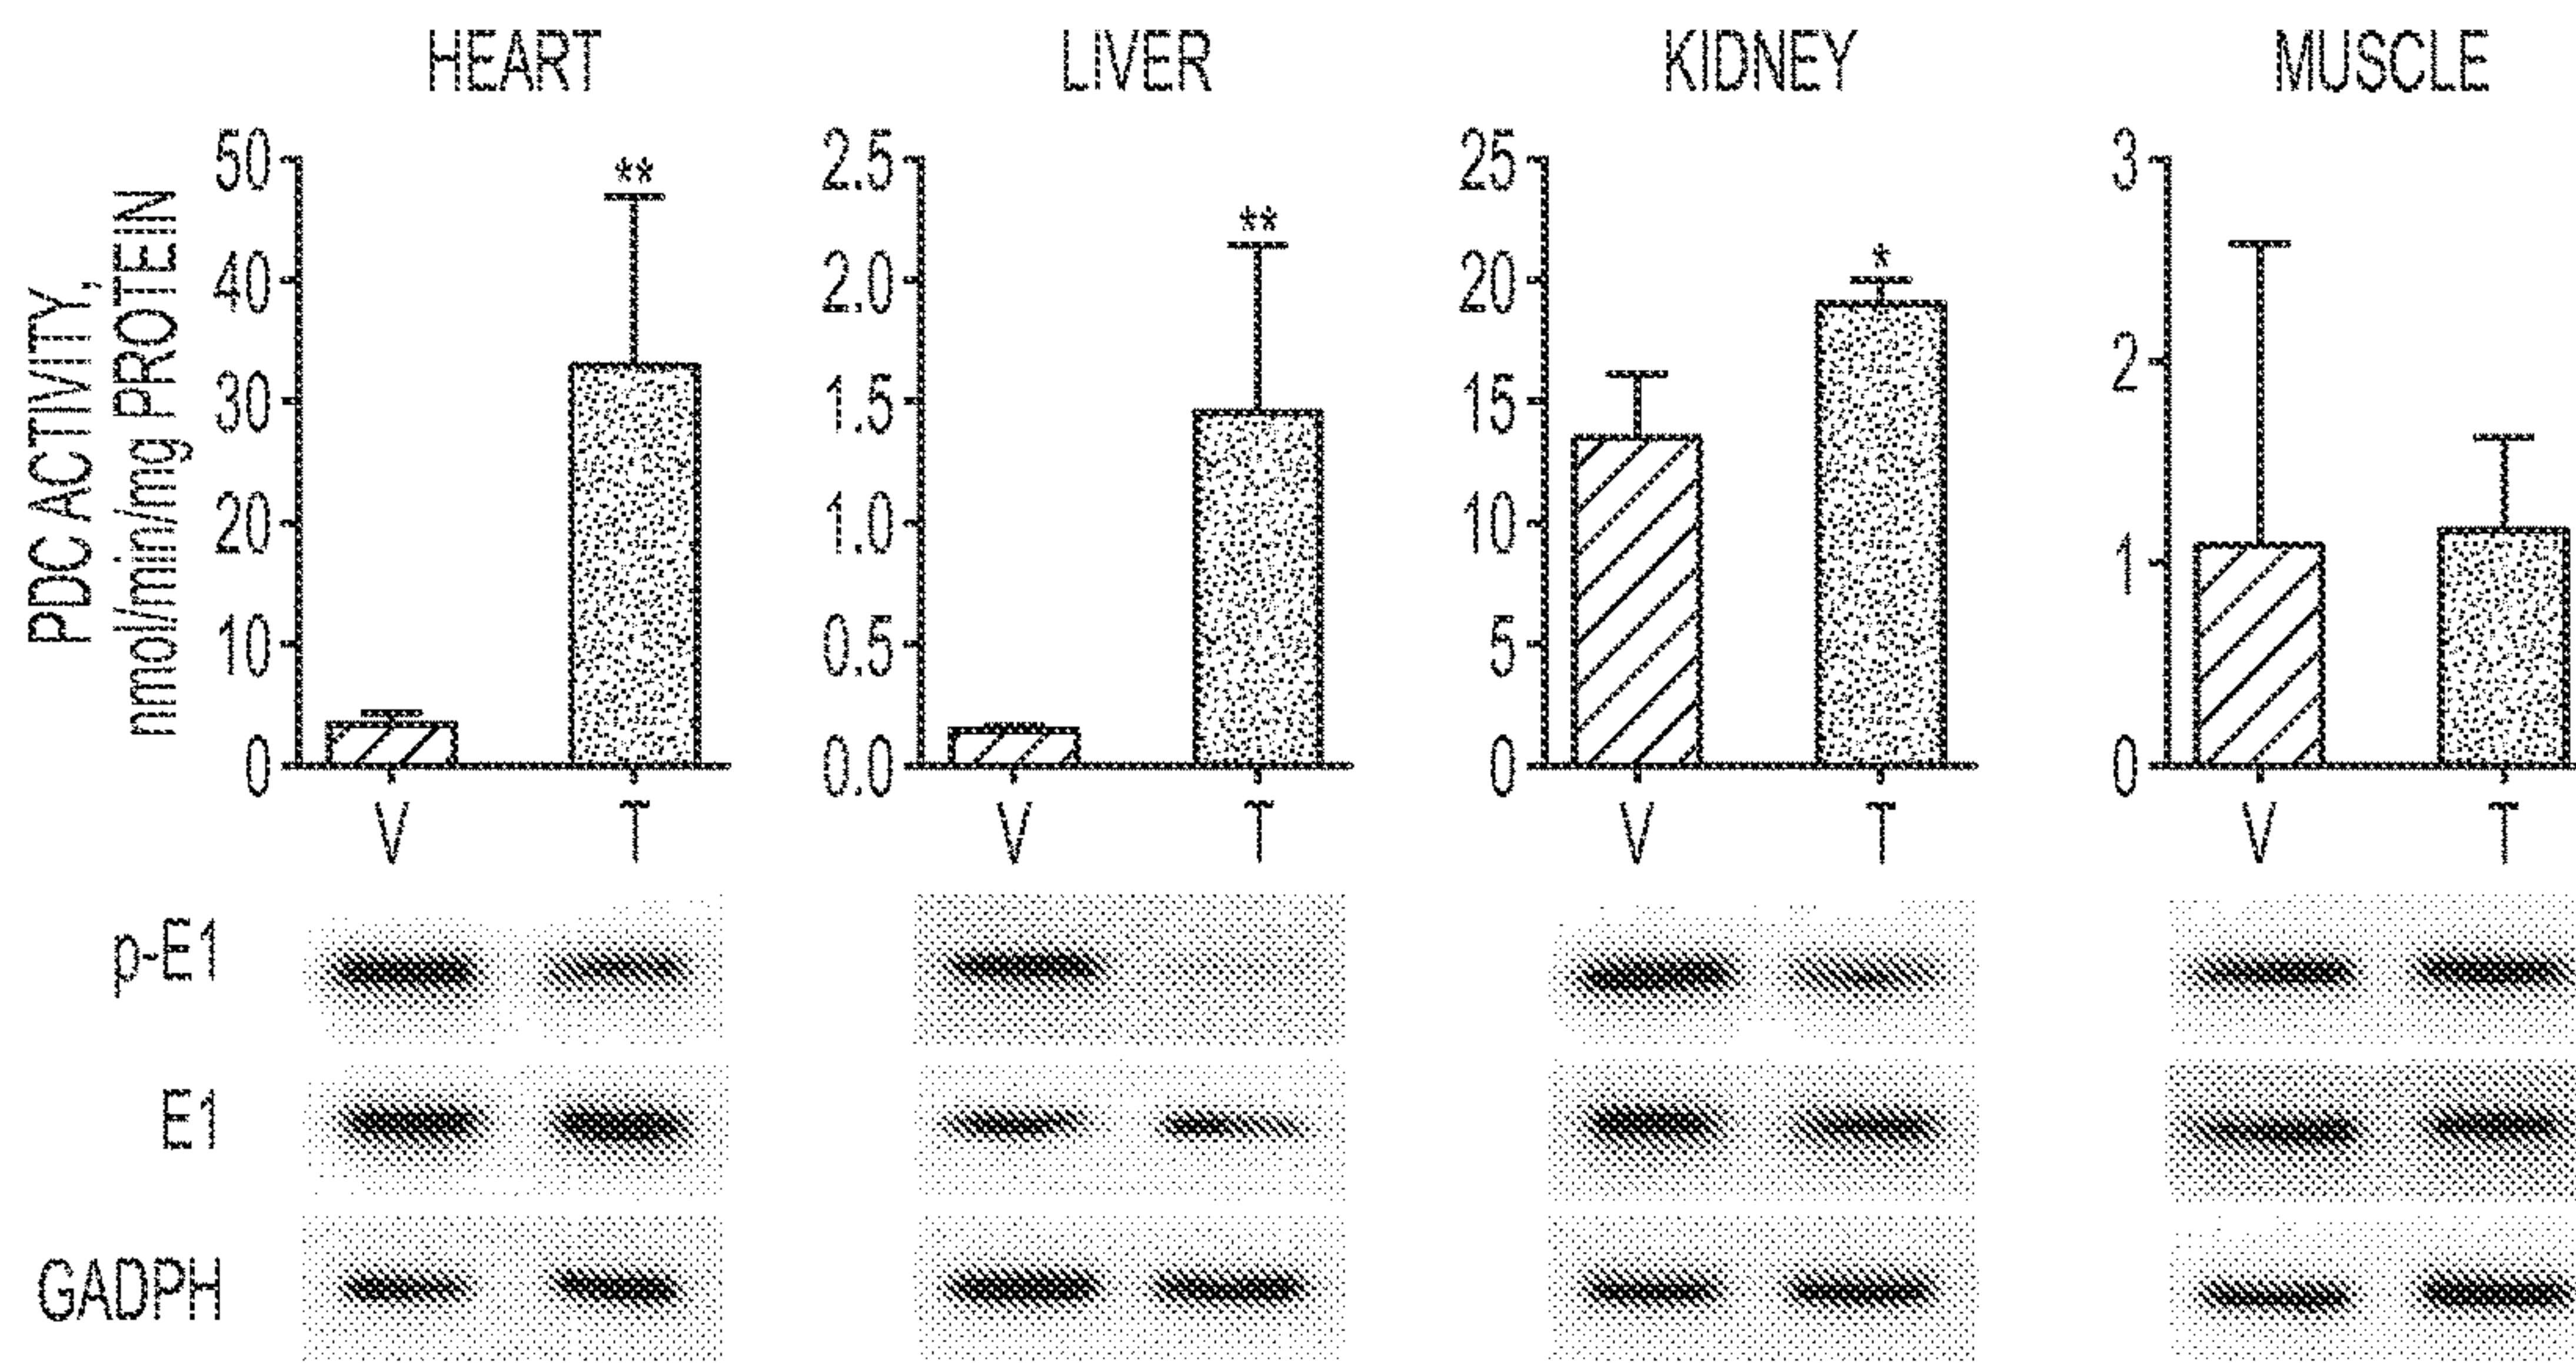 HEART
LIVER
KIDNEY
MUSCLE
PDC ACTIVITY,
nmol/min/mg PROTEIN
50
40
30
20
10
0
**
V
T
2.5
2.0
1.5
1.0
0.5
0.0
**
V
T
25
20
15
10
5
0
*
V
T
3
2
1
0
V
T
p-E1
E1
GADPH